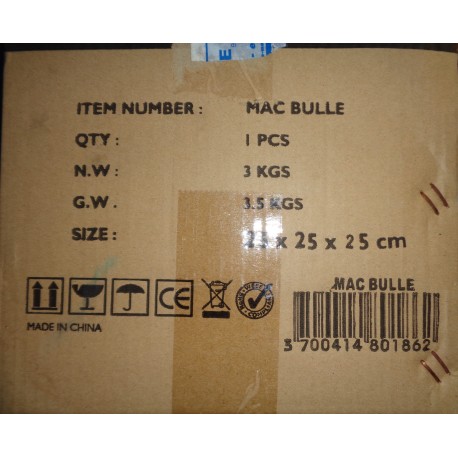 ITEM NUMBER : MAC BULLE
QTY : 1 PCS
N.W : 3 KGS
G.W . 3.5 KGS
SIZE : x 25 x 25 cm
CE
MADE IN CHINA
MAC BULLE
3 700414 801862